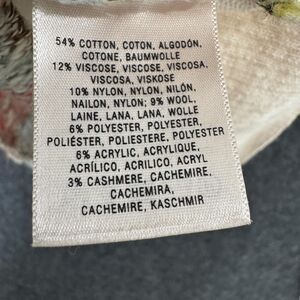 54% COTTON, COTON, ALGODÓN,
COTONE, BAUMWOLLE
12% VISCOSE, VISCOSE, VISCOSA,
VISCOSA, VISKOSE
10% NYLON, NYLON, NILÓN,
NAILON, NYLON; 9% WOOL,
LAINE, LANA, LANA, WOLLE
6% POLYESTER, POLYESTER,
POLIÉSTER, POLIESTERE, POLYESTER
6% ACRYLIC, ACRYLIQUE,
ACRÍLICO, ACRILICO, ACRYL
3% CASHMERE, CACHEMIRE,
CACHEMIRA,
CACHEMIRE, KASCHMIR